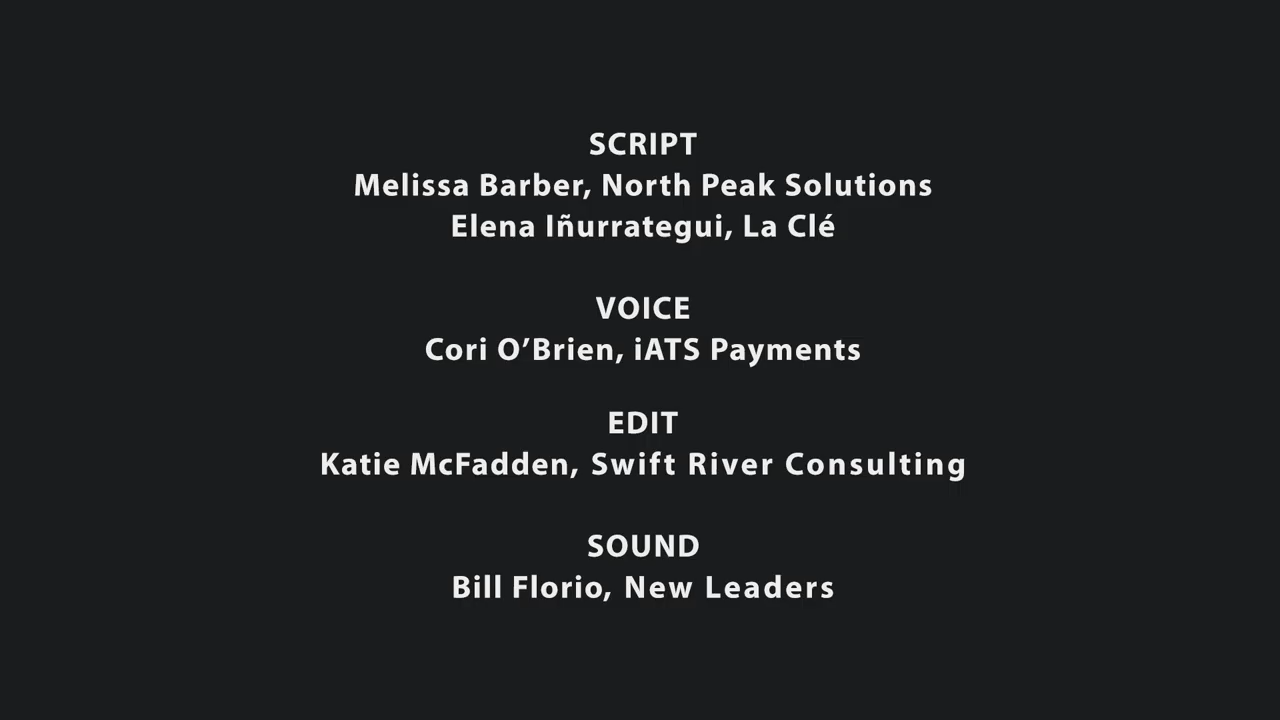 SCRIPT
Melissa Barber, North Peak Solutions
Elena Iñurrategui, La Clé
VOICE
Cori O’Brien, iATS Payments
EDIT
Katie McFadden, Swift River Consulting
SOUND
Bill Florio, New Leaders